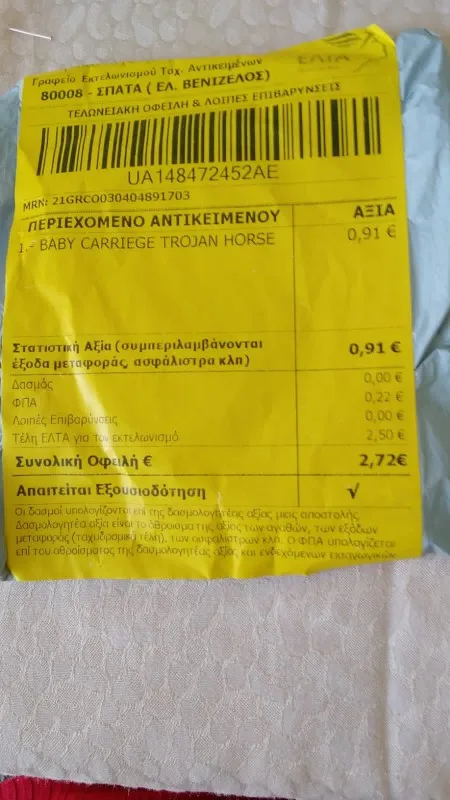 Γραφείο Εκτελωνισμού Ταχ. Αντικειμένων
ΕΛΤΑ
80008 - ΣΠΑΤΑ ( ΕΛ. ΒΕΝΙΖΕΛΟΣ)
ΤΕΛΩΝΕΙΑΚΗ ΟΦΕΙΛΗ & ΛΟΙΠΕΣ ΕΠΙΒΑΡΥΝΣΕΙΣ
UA148472452AE
MRN: 21GRCO030404891703
ΠΕΡΙΕΧΟΜΕΝΟ ΑΝΤΙΚΕΙΜΕΝΟΥ ΑΞΙΑ
1.- BABY CARRIEGE TROJAN HORSE 0,91 €
Στατιστική Αξία (συμπεριλαμβάνονται
έξοδα μεταφοράς, ασφάλιστρα κλπ) 0,91 €
Δασμός 0,00 €
ΦΠΑ 0,22 €
Λοιπές Επιβαρύνσεις 0,00 €
Τέλη ΕΛΤΑ για τον εκτελωνισμό 2,50 €
Συνολική Οφειλή € 2,72€
Απαιτείται Εξουσιοδότηση √
Οι δασμοί υπολογίζονται επί της δασμολογητέας αξίας μιας αποστολής.
Δασμολογητέα αξία είναι το άθροισμα της αξίας των αγαθών, των εξόδων
μεταφοράς (ταχυδρομικά τέλη), των ασφαλίστρων κλπ. Ο ΦΠΑ υπολογίζεται
επί του αθροίσματος της δασμολογητέας αξίας και ενδεχόμενων εισαγωγικών